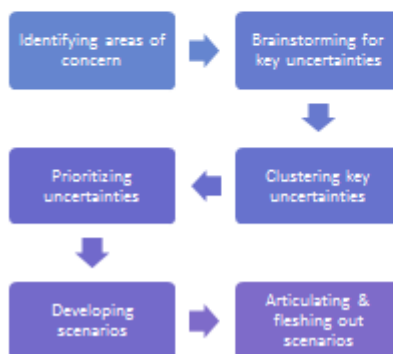 Identifying areas of
concern
Brainstorming for
key uncertainties
Clustering key
uncertainties
Prioritizing
uncertainties
Developing
scenarios
Articulating &
fleshing out
scenarios